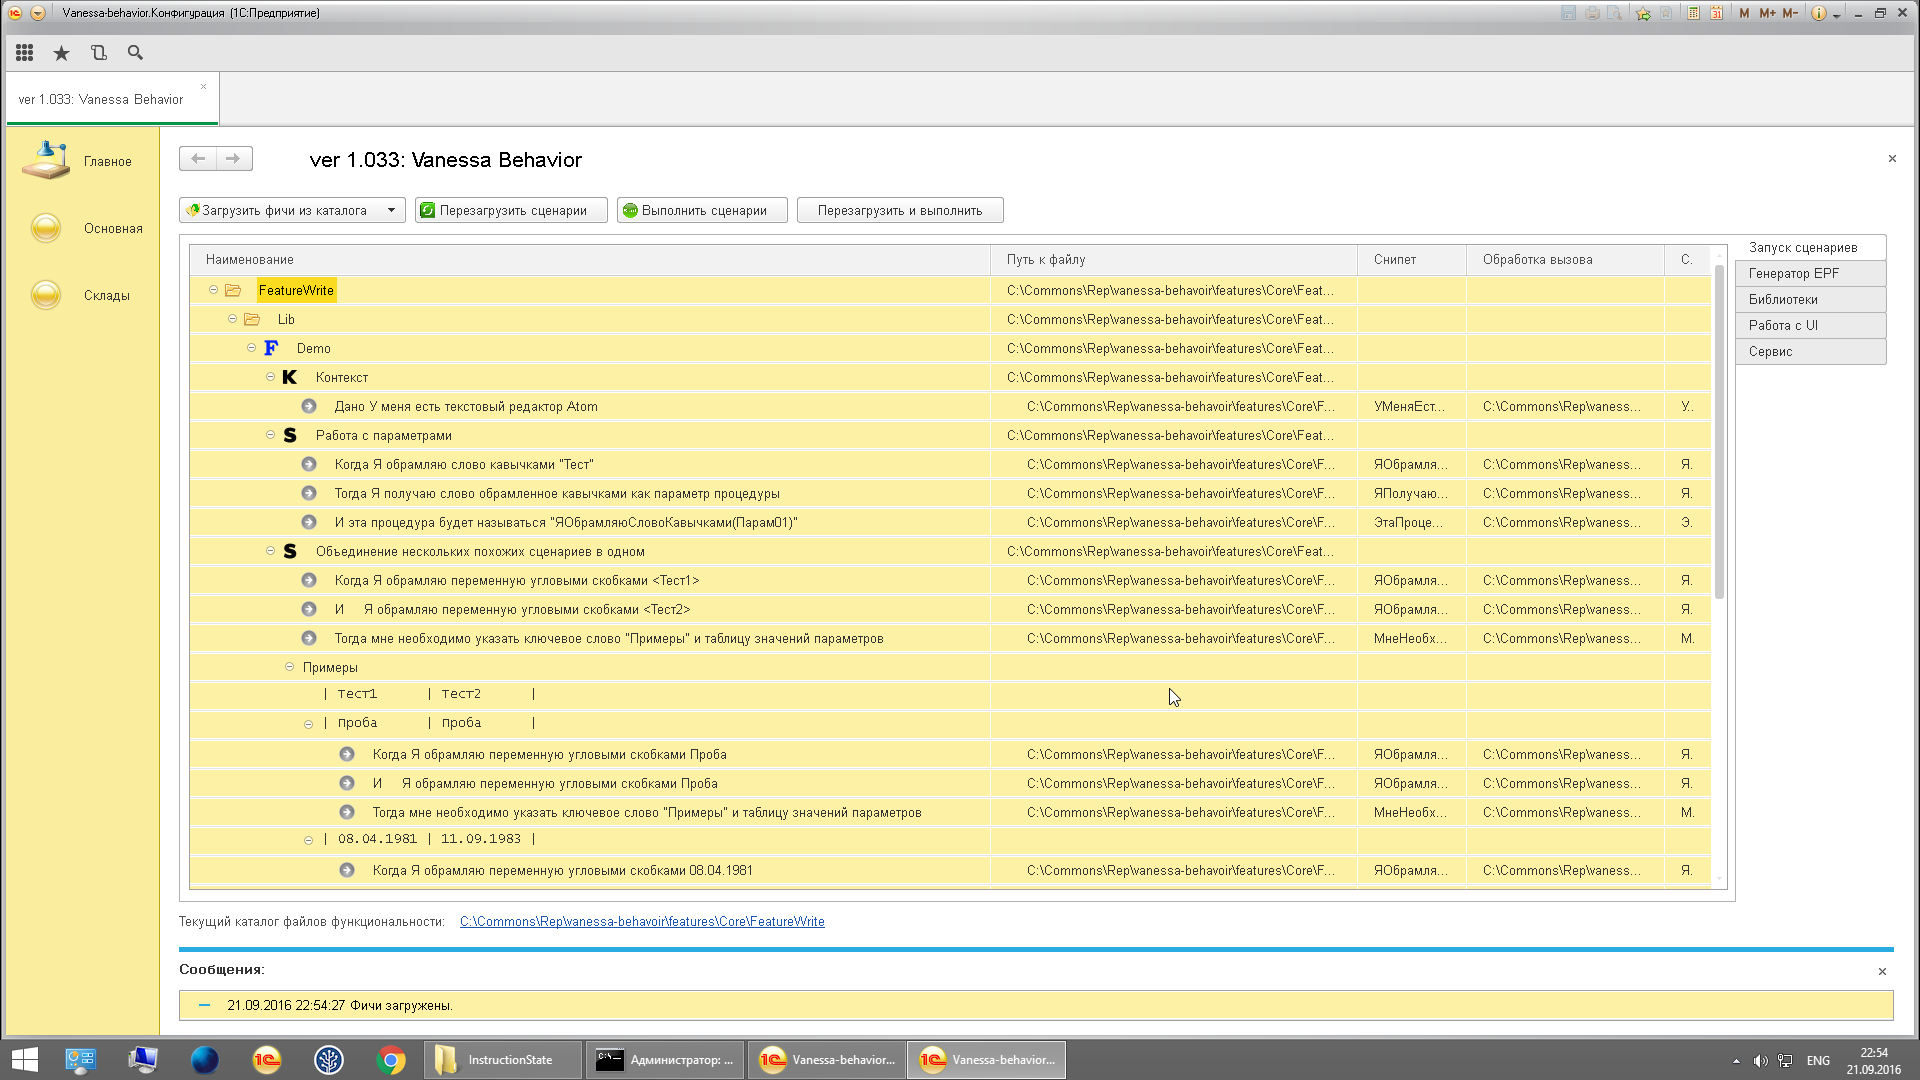 Vanessa-behavior.Конфигурация (1С:Предприятие)
M M+ M-
ver 1.033: Vanessa Behavior
Главное
Основная
Склады
ver 1.033: Vanessa Behavior
Загрузить фичи из каталога
Перезагрузить сценарии
Выполнить сценарии
Перезагрузить и выполнить
Запуск сценариев
Генератор EPF
Библиотеки
Работа с UI
Сервис
Наименование Путь к файлу Снипет Обработка вызова С.
FeatureWrite C:\Commons\Rep\vanessa-behavoir\features\Core\Feat...
Lib C:\Commons\Rep\vanessa-behavoir\features\Core\Feat...
F Demo C:\Commons\Rep\vanessa-behavoir\features\Core\Feat...
K Контекст C:\Commons\Rep\vanessa-behavoir\features\Core\Feat...
Дано У меня есть текстовый редактор Atom C:\Commons\Rep\vanessa-behavoir\features\Core\F... УМеняЕст... C:\Commons\Rep\vaness... У..
S Работа с параметрами C:\Commons\Rep\vanessa-behavoir\features\Core\Feat...
Когда Я обрамляю слово кавычками "Тест" C:\Commons\Rep\vanessa-behavoir\features\Core\F... ЯОбрамля... C:\Commons\Rep\vaness... Я.
Тогда Я получаю слово обрамленное кавычками как параметр процедуры C:\Commons\Rep\vanessa-behavoir\features\Core\F... ЯПолучаю... C:\Commons\Rep\vaness... Я.
И эта процедура будет называться "ЯОбрамляюСловоКавычками(Парам01)" C:\Commons\Rep\vanessa-behavoir\features\Core\F... ЭтаПроце... C:\Commons\Rep\vaness... Э.
S Объединение нескольких похожих сценариев в одном C:\Commons\Rep\vanessa-behavoir\features\Core\Feat...
Когда Я обрамляю переменную угловыми скобками <Тест1> C:\Commons\Rep\vanessa-behavoir\features\Core\F... ЯОбрамля... C:\Commons\Rep\vaness... Я.
И Я обрамляю переменную угловыми скобками <Тест2> C:\Commons\Rep\vanessa-behavoir\features\Core\F... ЯОбрамля... C:\Commons\Rep\vaness... Я.
Тогда мне необходимо указать ключевое слово "Примеры" и таблицу значений параметров C:\Commons\Rep\vanessa-behavoir\features\Core\F... МнеНеобх... C:\Commons\Rep\vaness... М.
Примеры
| Тест1 | Тест2 |
| Проба | Проба |
Когда Я обрамляю переменную угловыми скобками Проба C:\Commons\Rep\vanessa-behavoir\features\Core\F... ЯОбрамля... C:\Commons\Rep\vaness... Я.
И Я обрамляю переменную угловыми скобками Проба C:\Commons\Rep\vanessa-behavoir\features\Core\F... ЯОбрамля... C:\Commons\Rep\vaness... Я.
Тогда мне необходимо указать ключевое слово "Примеры" и таблицу значений параметров C:\Commons\Rep\vanessa-behavoir\features\Core\F... МнеНеобх... C:\Commons\Rep\vaness... М.
| 08.04.1981 | 11.09.1983 |
Когда Я обрамляю переменную угловыми скобками 08.04.1981 C:\Commons\Rep\vanessa-behavoir\features\Core\F... ЯОбрамля... C:\Commons\Rep\vaness... Я.
Текущий каталог файлов функциональности: C:\Commons\Rep\vanessa-behavoir\features\Core\FeatureWrite
Сообщения:
21.09.2016 22:54:27 Фичи загружены.
InstructionState
Администратор: ...
Vanessa-behavior...
Vanessa-behavior...
ENG
22:54
21.09.2016